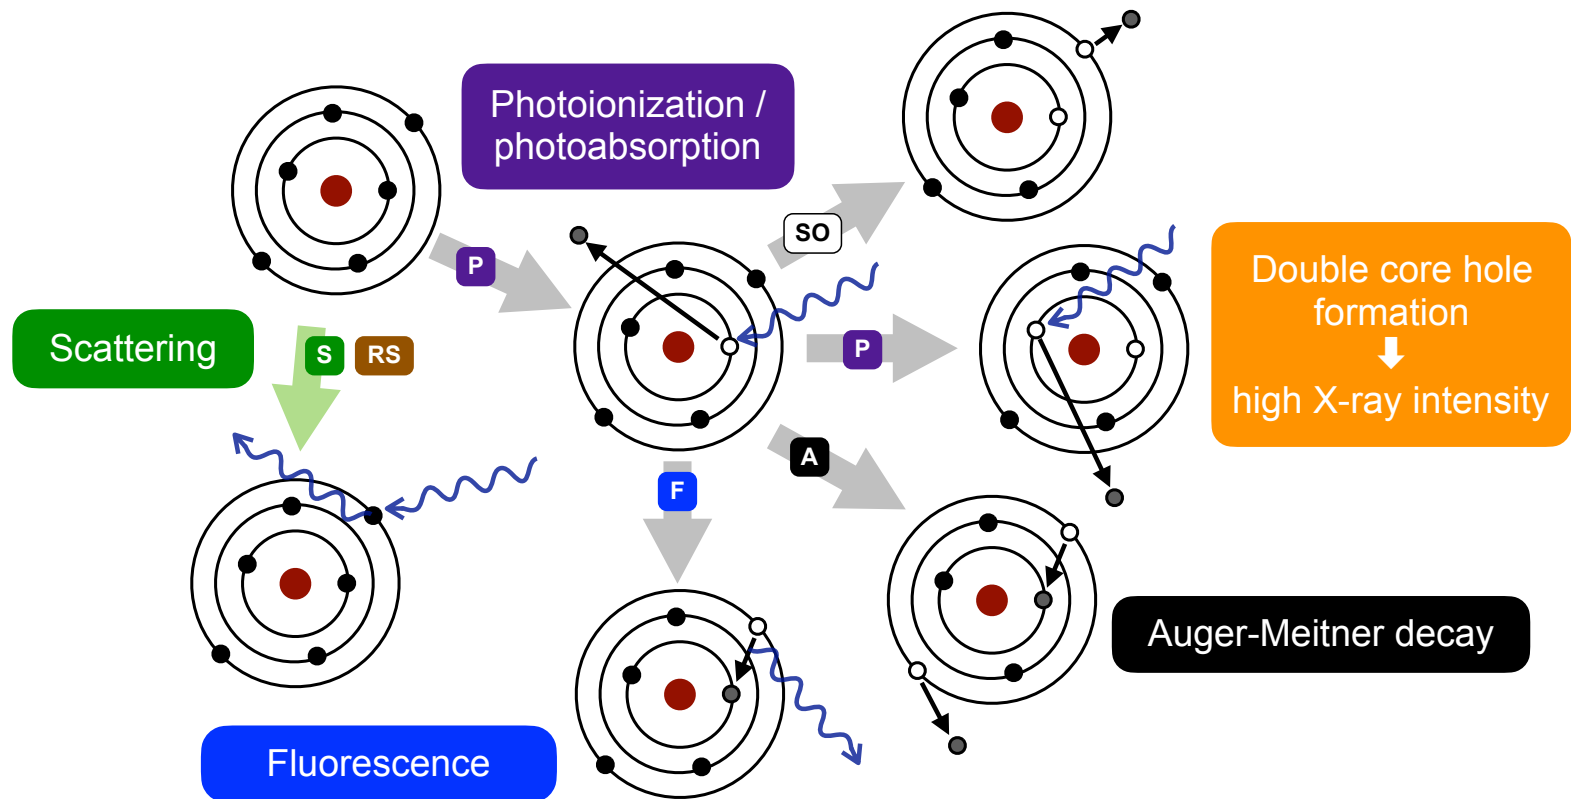 Photoionization /
photoabsorption
SO
P
Double core hole
formation
high X-ray intensity
P
Scattering
S
RS
A
F
Auger-Meitner decay
Fluorescence